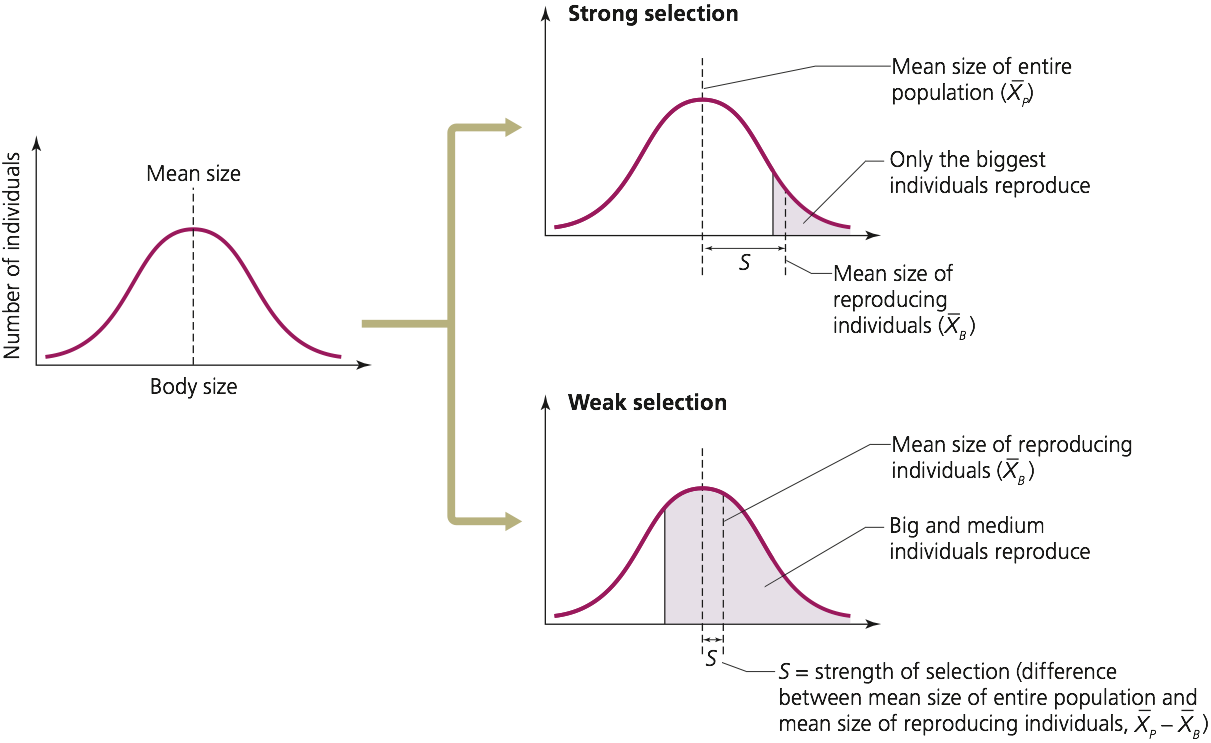 Number of individuals
Mean size
Body size
Strong selection
Mean size of entire
population (X̄P)
Only the biggest
individuals reproduce
S
Mean size of
reproducing
individuals (X̄B)
Weak selection
Mean size of reproducing
individuals (X̄B)
Big and medium
individuals reproduce
S
S = strength of selection (difference
between mean size of entire population and
mean size of reproducing individuals, X̄P – X̄B)